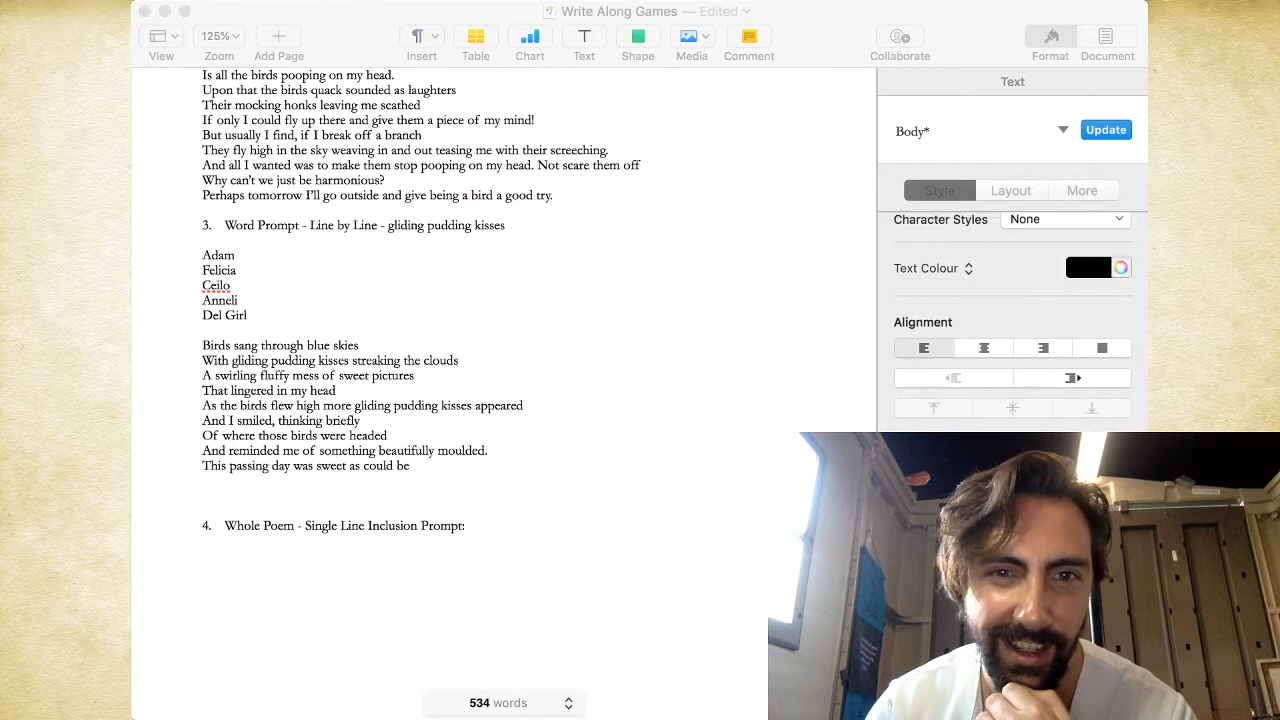 Write Along Games — Edited
125%
View
Zoom
Add Page
Insert
Table
Chart
Text
Shape
Media
Comment
Collaborate
Format
Document
Is all the birds pooping on my head.
Upon that the birds quack sounded as laughters
Their mocking honks leaving me scathed
If only I could fly up there and give them a piece of my mind!
But usually I find, if I break off a branch
They fly high in the sky weaving in and out teasing me with their screeching.
And all I wanted was to make them stop pooping on my head. Not scare them off
Why can't we just be harmonious?
Perhaps tomorrow I'll go outside and give being a bird a good try.
3. Word Prompt - Line by Line - gliding pudding kisses
Adam
Felicia
Ceilo
Anneli
Del Girl
Birds sang through blue skies
With gliding pudding kisses streaking the clouds
A swirling fluffy mess of sweet pictures
That lingered in my head
As the birds flew high more gliding pudding kisses appeared
And I smiled, thinking briefly
Of where those birds were headed
And reminded me of something beautifully moulded.
This passing day was sweet as could be
4. Whole Poem - Single Line Inclusion Prompt:
534 words
Text
Body*
Update
Style
Layout
More
Character Styles
None
Text Colour
Alignment